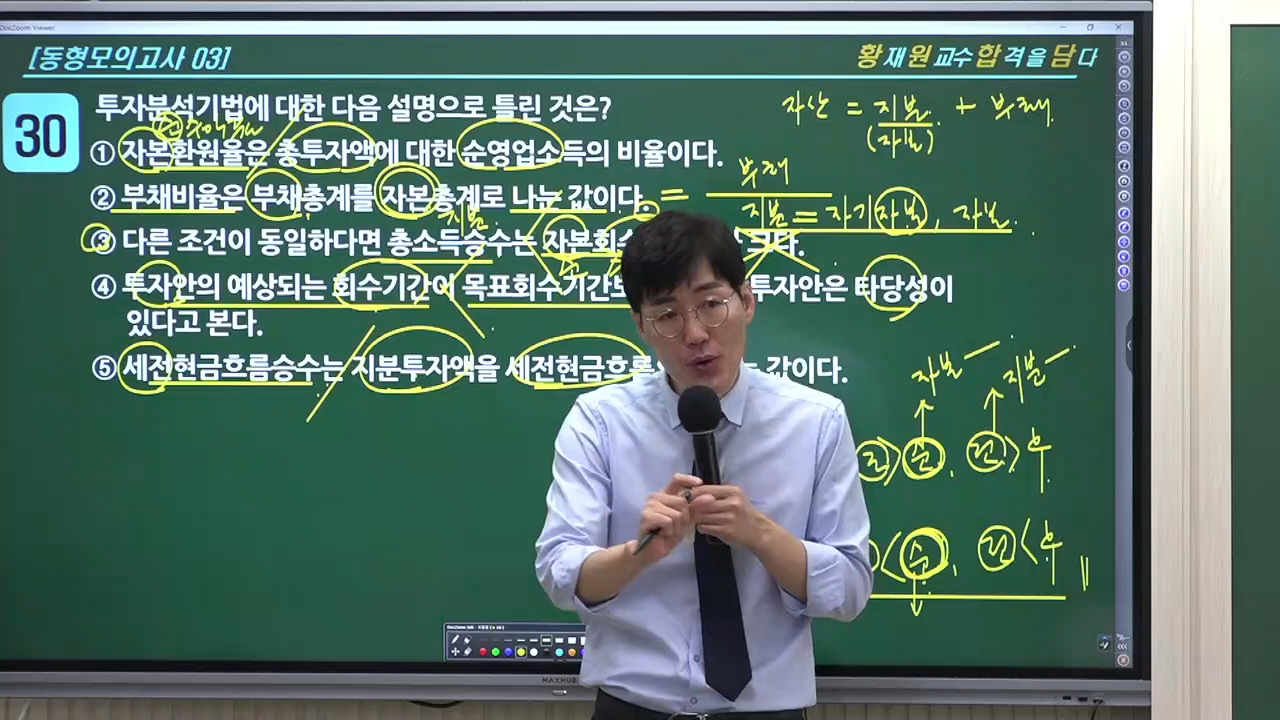 DocZoom Viewer
[동형모의고사 03]
황재원교수합격을담다
30
투자분석기법에 대한 다음 설명으로 틀린 것은?
① 자본환원율은 총투자액에 대한 순영업소득의 비율이다.
② 부채비율은 부채총계를 자본총계로 나눈 값이다.
③ 다른 조건이 동일하다면 총소득승수는 자본회수 크다.
④ 투자안의 예상되는 회수기간이 목표회수기간보 투자안은 타당성이
있다고 본다.
⑤ 세전현금흐름승수는 지분투자액을 세전현금흐름 값이다.
자산 = 지분 + 부채
(자본)
= 부채
지분 = 자기자본, 자본
지분
자본 지분
순
MAXHUB